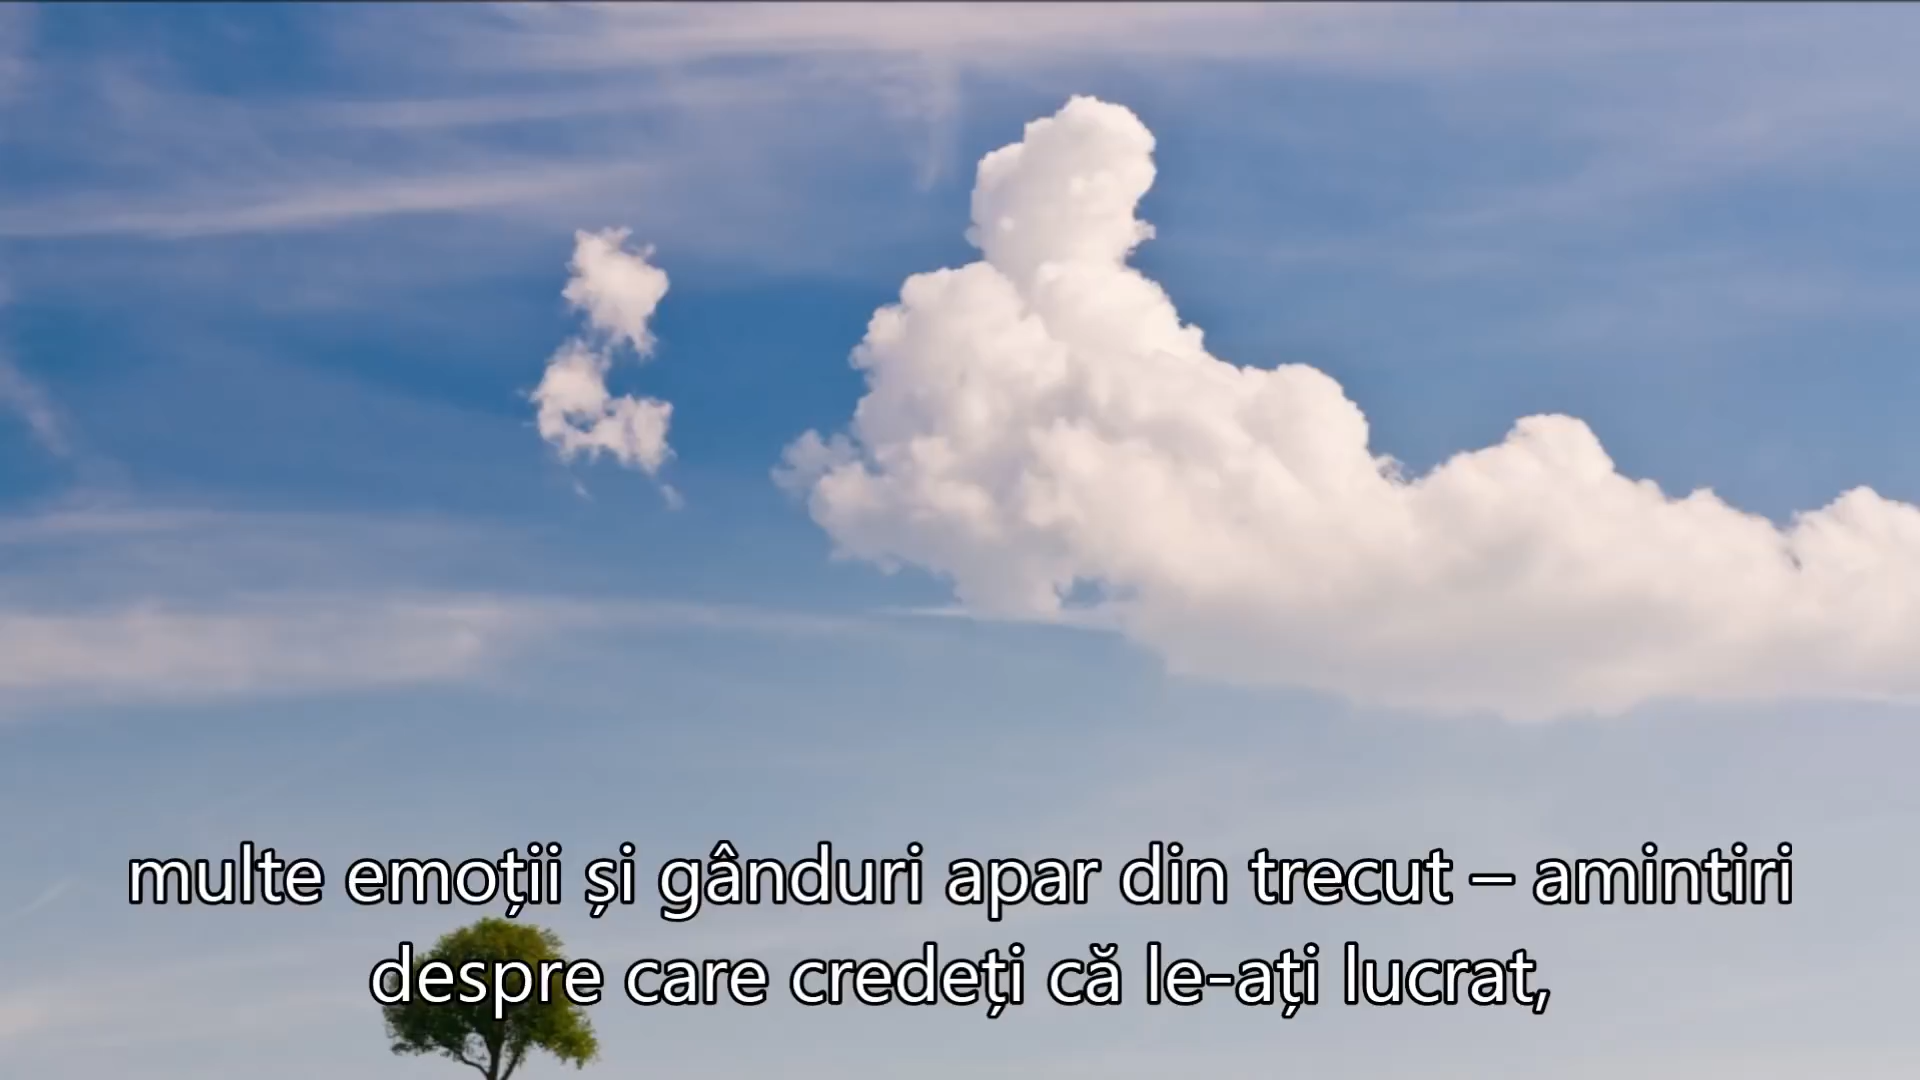 multe emoții și gânduri apar din trecut – amintiri
despre care credeți că le-ați lucrat,